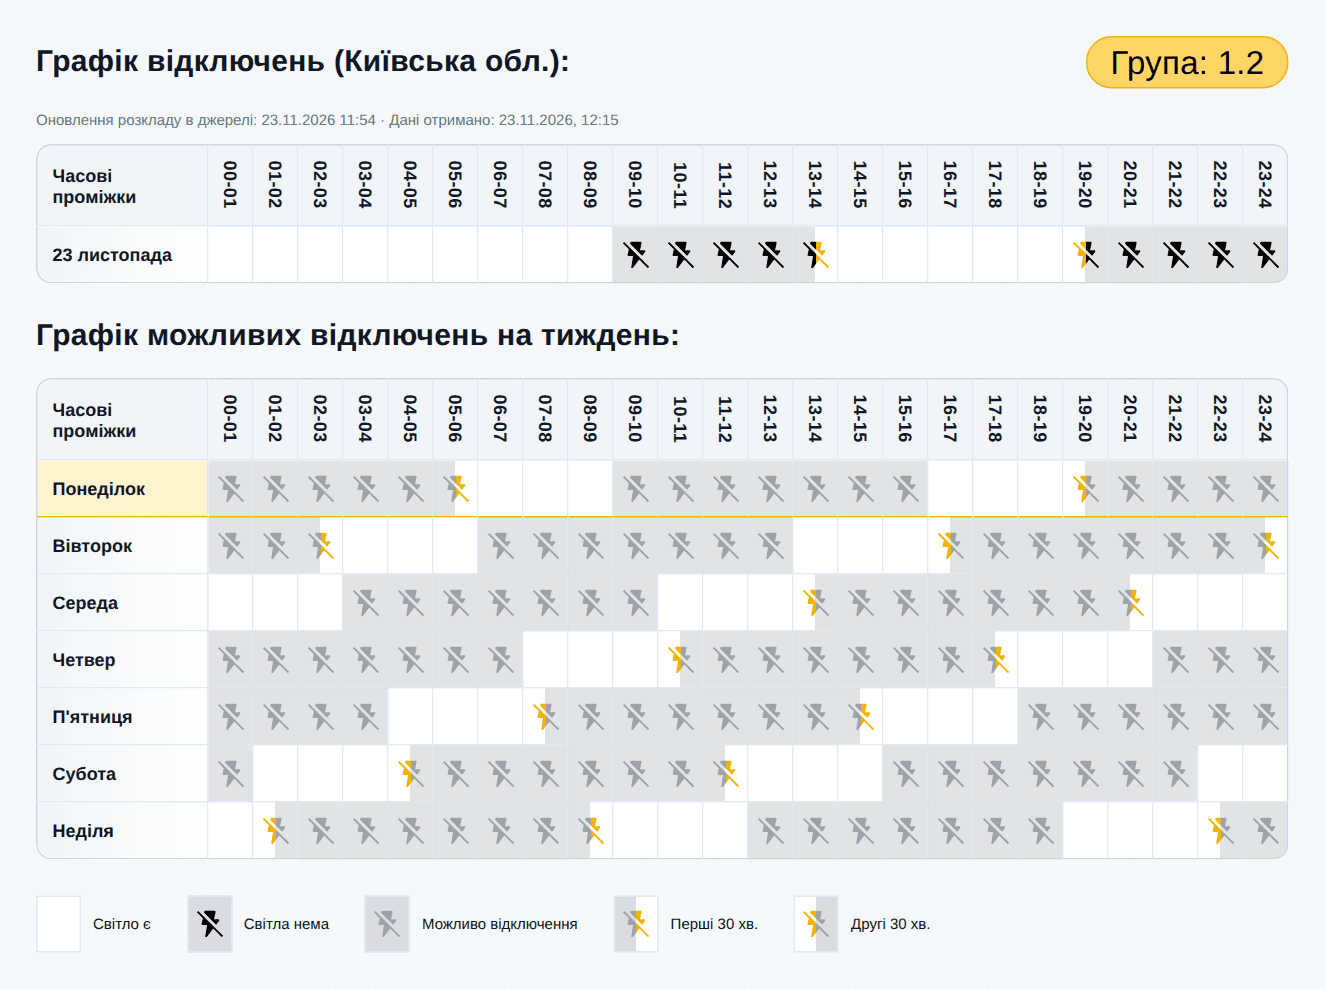 Графік відключень (Київська обл.):
Група: 1.2
Оновлення розкладу в джерелі: 23.11.2026 11:54 · Дані отримано: 23.11.2026, 12:15
Часові проміжки 00-01 01-02 02-03 03-04 04-05 05-06 06-07 07-08 08-09 09-10 10-11 11-12 12-13 13-14 14-15 15-16 16-17 17-18 18-19 19-20 20-21 21-22 22-23 23-24
23 листопада
Графік можливих відключень на тиждень:
Часові проміжки 00-01 01-02 02-03 03-04 04-05 05-06 06-07 07-08 08-09 09-10 10-11 11-12 12-13 13-14 14-15 15-16 16-17 17-18 18-19 19-20 20-21 21-22 22-23 23-24
Понеділок
Вівторок
Середа
Четвер
П'ятниця
Субота
Неділя
Світло є Світла нема Можливо відключення Перші 30 хв. Другі 30 хв.